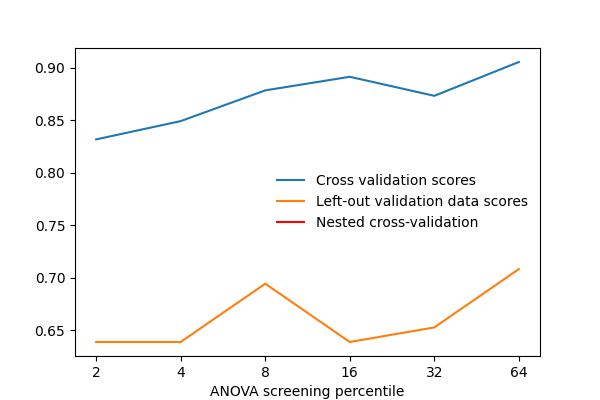 0.90
0.85
0.80
0.75
0.70
0.65
Cross validation scores
Left-out validation data scores
Nested cross-validation
2 4 8 16 32 64
ANOVA screening percentile